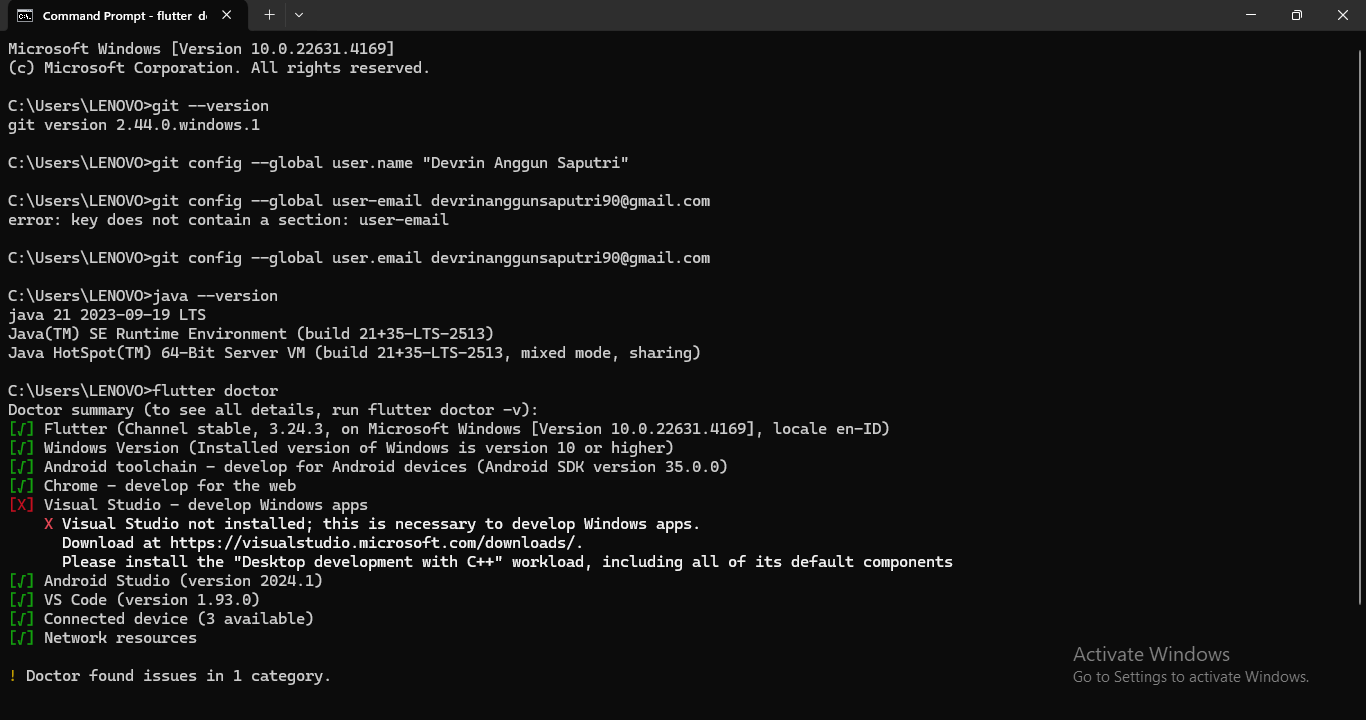 Command Prompt - flutter d
Microsoft Windows [Version 10.0.22631.4169]
(c) Microsoft Corporation. All rights reserved.
C:\Users\LENOVO>git --version
git version 2.44.0.windows.1
C:\Users\LENOVO>git config --global user.name "Devrin Anggun Saputri"
C:\Users\LENOVO>git config --global user-email devrinanggunsaputri90@gmail.com
error: key does not contain a section: user-email
C:\Users\LENOVO>git config --global user.email devrinanggunsaputri90@gmail.com
C:\Users\LENOVO>java --version
java 21 2023-09-19 LTS
Java(TM) SE Runtime Environment (build 21+35-LTS-2513)
Java HotSpot(TM) 64-Bit Server VM (build 21+35-LTS-2513, mixed mode, sharing)
C:\Users\LENOVO>flutter doctor
Doctor summary (to see all details, run flutter doctor -v):
[√] Flutter (Channel stable, 3.24.3, on Microsoft Windows [Version 10.0.22631.4169], locale en-ID)
[√] Windows Version (Installed version of Windows is version 10 or higher)
[√] Android toolchain - develop for Android devices (Android SDK version 35.0.0)
[√] Chrome - develop for the web
[X] Visual Studio - develop Windows apps
X Visual Studio not installed; this is necessary to develop Windows apps.
Download at https://visualstudio.microsoft.com/downloads/.
Please install the "Desktop development with C++" workload, including all of its default components
[√] Android Studio (version 2024.1)
[√] VS Code (version 1.93.0)
[√] Connected device (3 available)
[√] Network resources
! Doctor found issues in 1 category.
Activate Windows
Go to Settings to activate Windows.